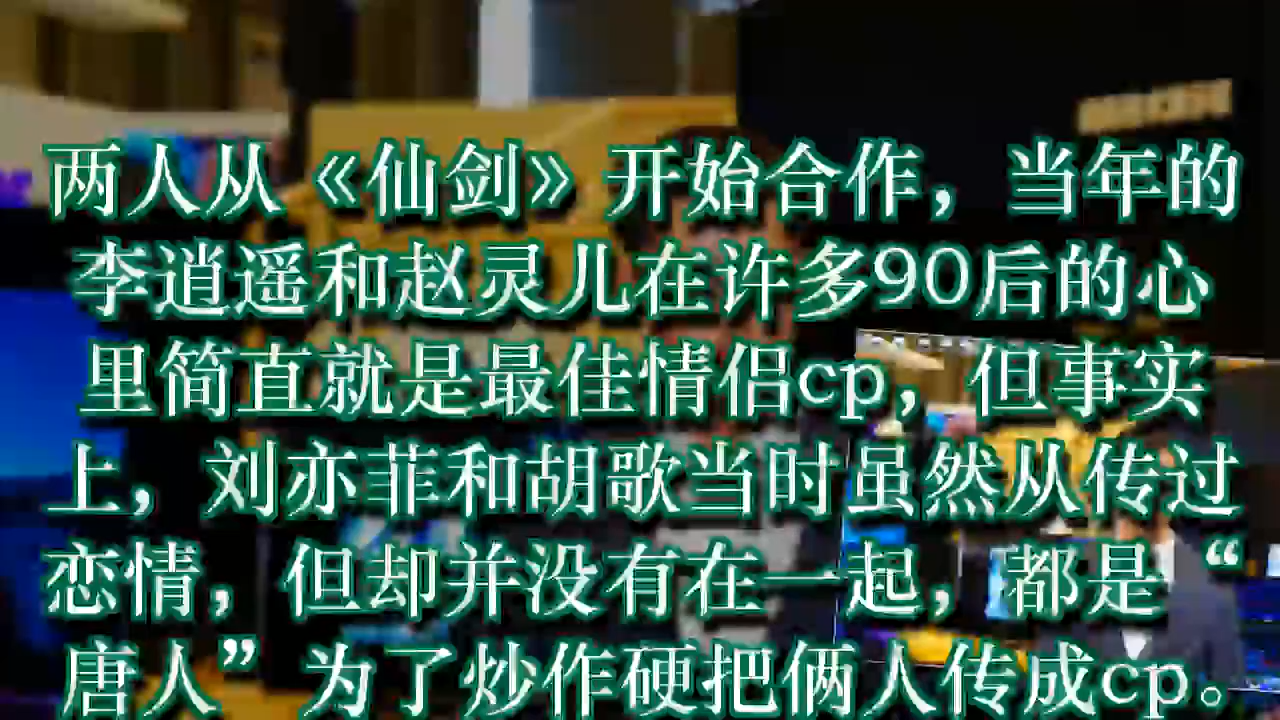 两人从《仙剑》开始合作，当年的
李逍遥和赵灵儿在许多90后的心
里简直就是最佳情侣cp，但事实
上，刘亦菲和胡歌当时虽然从传过
恋情，但却并没有在一起，都是“
唐人”为了炒作硬把俩人传成cp。